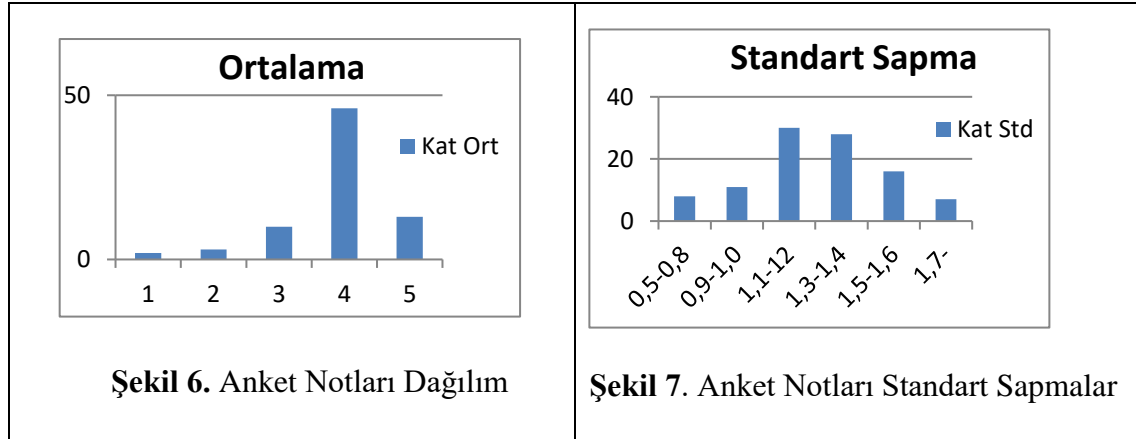 Ortalama
50
0
Kat Ort
1 2 3 4 5
Şekil 6. Anket Notları Dağılım
Standart Sapma
40
20
0
Kat Std
0,5-0,8
0,9-1,0
1,1-12
1,3-1,4
1,5-1,6
1,7-
Şekil 7. Anket Notları Standart Sapmalar